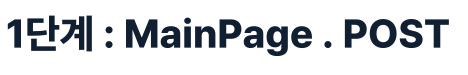 1단계 : MainPage . POST